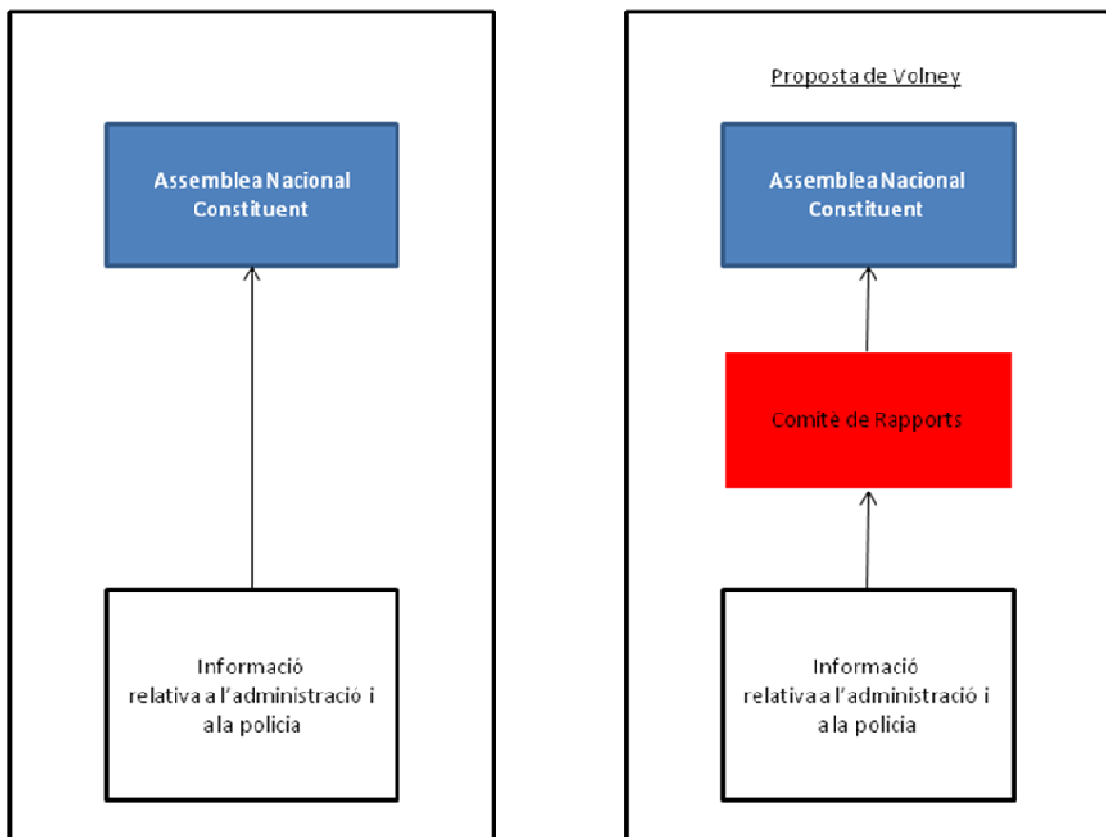 Assemblea Nacional
Constituent
Informació
relativa a l'administració i
a la policia
Proposta de Volney
Assemblea Nacional
Constituent
Comitè de Rapports
Informació
relativa a l'administració i
a la policia